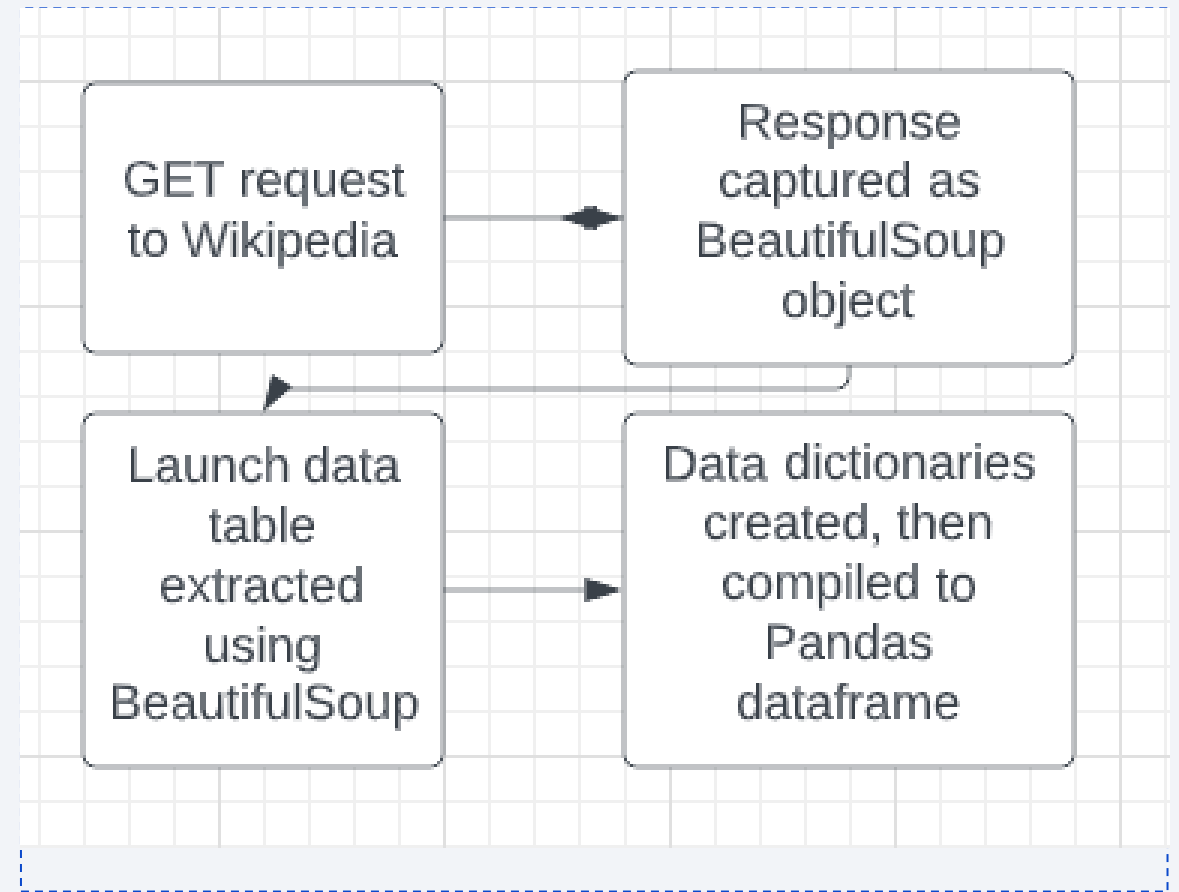 GET request
to Wikipedia
Response
captured as
BeautifulSoup
object
Launch data
table
extracted
using
BeautifulSoup
Data dictionaries
created, then
compiled to
Pandas
dataframe